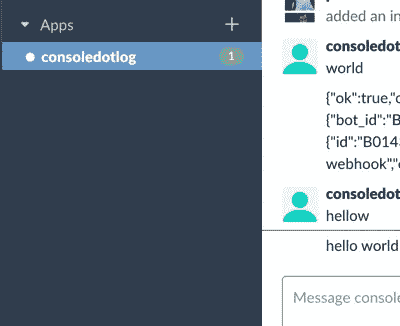 Apps
consoledotlog
1
added an in
consoledot
world
{"ok":true,"c
{"bot_id":"B
{"id":"B014
webhook","
consoledot
hellow
hello world
Message console